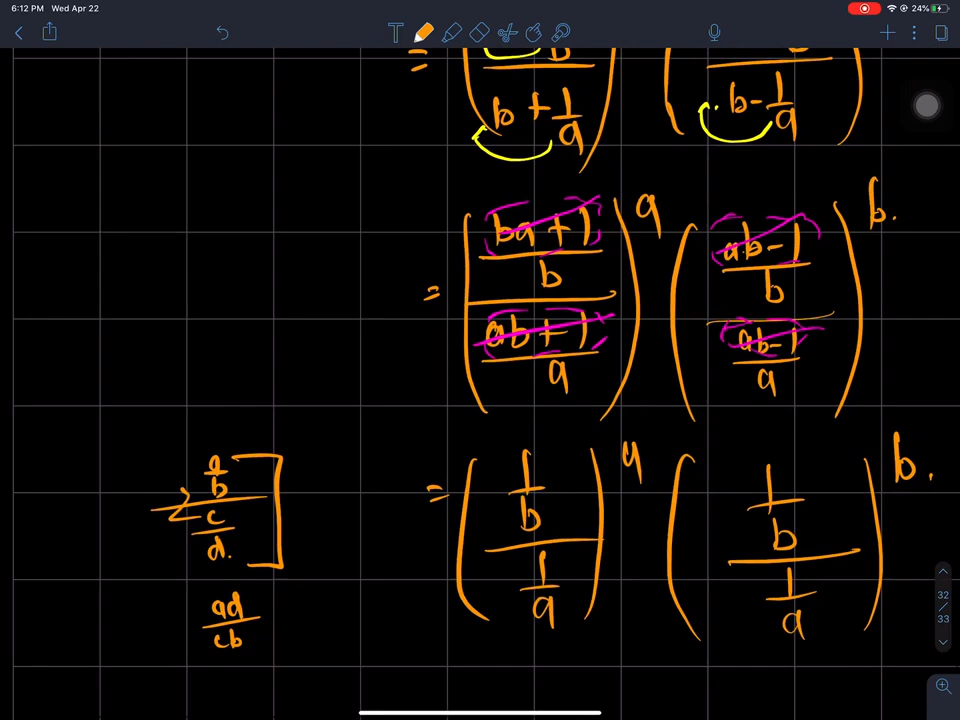 6:12 PM Wed Apr 22
24%
T
= b
b + 1/a b - 1/a
= ( (ba + 1)/b / (ab + 1)/a )^a ( (ab - 1)/b / (ab - 1)/a )^b.
= ( 1/b / 1/a )^a ( 1/b / 1/a )^b.
a/b
c/d.
ad/cb
32/33